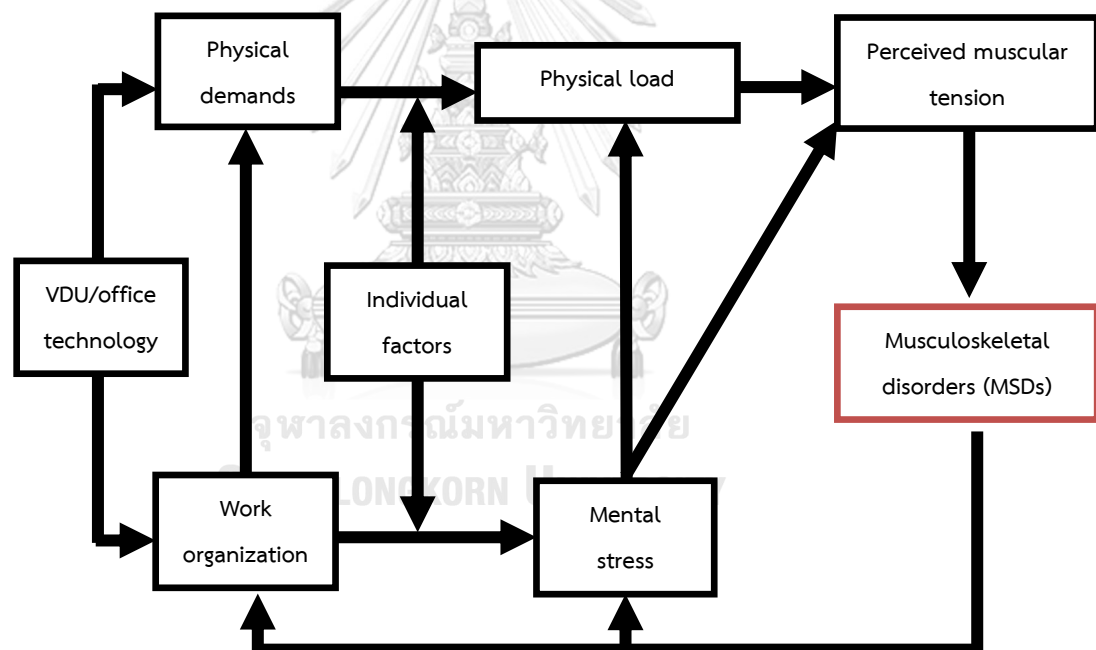 Physical
demands
Physical load
Perceived muscular
tension
VDU/office
technology
Individual
factors
Musculoskeletal
disorders (MSDs)
จุฬาลงกรณ์มหาวิทยาลัย
LONGKORN U
Work
organization
Mental
stress